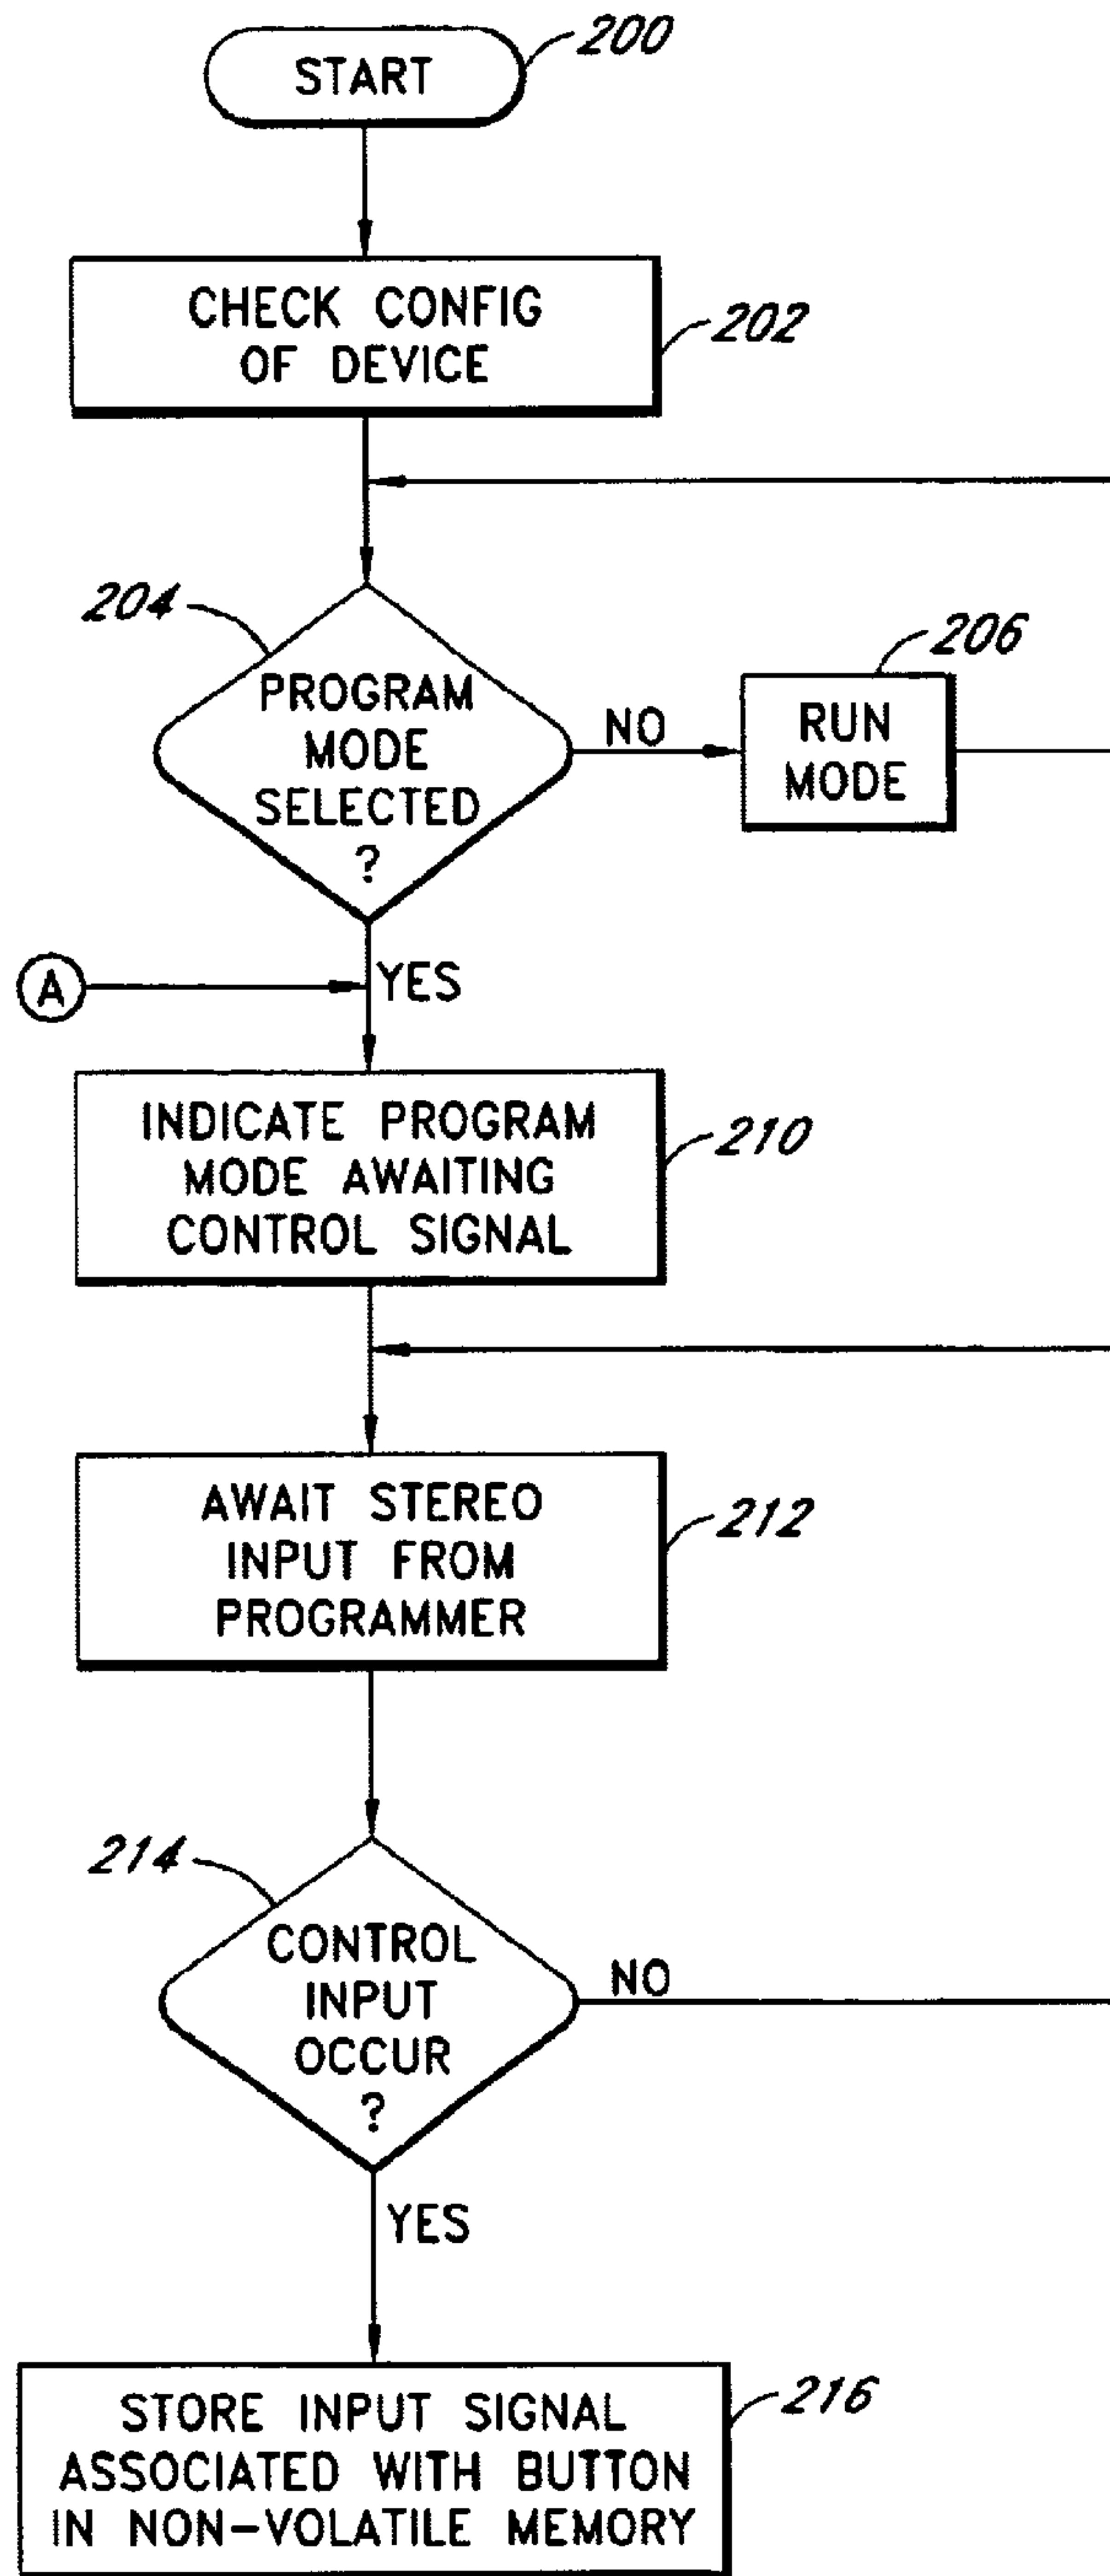 START
200
CHECK CONFIG
OF DEVICE
202
204
PROGRAM
MODE
SELECTED
?
NO
206
RUN
MODE
A
YES
INDICATE PROGRAM
MODE AWAITING
CONTROL SIGNAL
210
AWAIT STEREO
INPUT FROM
PROGRAMMER
212
214
CONTROL
INPUT
OCCUR
?
NO
YES
STORE INPUT SIGNAL
ASSOCIATED WITH BUTTON
IN NON-VOLATILE MEMORY
216